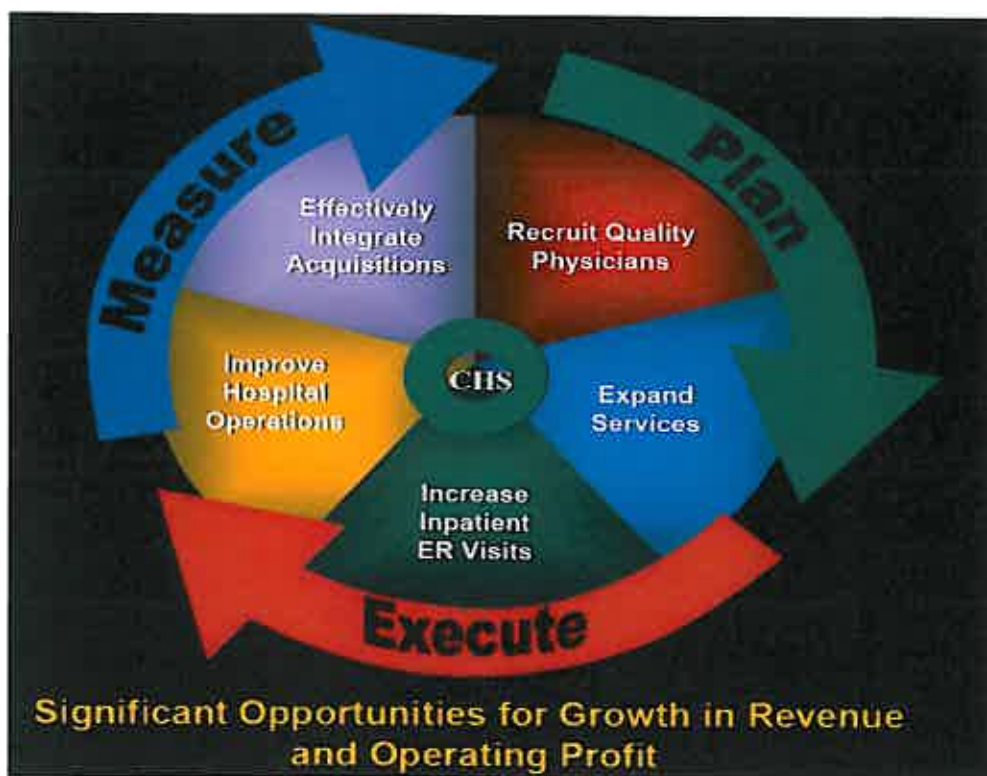 Measure
Plan
Effectively
Integrate
Acquisitions
Recruit Quality
Physicians
Improve
Hospital
Operations
CHS
Expand
Services
Increase
Inpatient
ER Visits
Execute
Significant Opportunities for Growth in Revenue
and Operating Profit